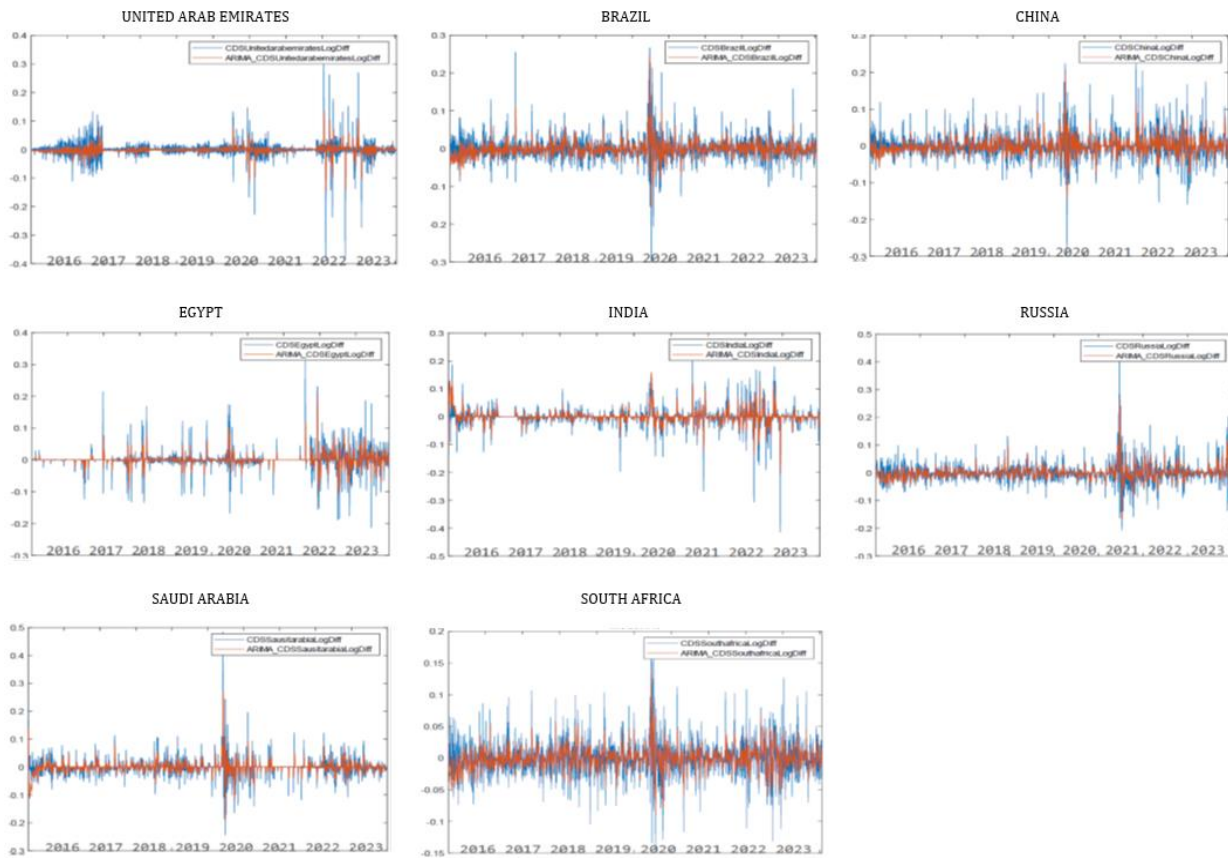 UNITED ARAB EMIRATES
0.4
CDSUnitedarabemiratesLogDiff
ARIMA_CDSUnitedarabemiratesLogDiff
0.3
0.2
0.1
0
-0.1
-0.2
-0.3
-0.4
2016 2017 2018 2019 2020 2021 2022 2023
BRAZIL
0.3
CDSBrazilLogDiff
ARIMA_CDSBrazilLogDiff
0.2
0.1
0
-0.1
-0.2
0.3
2016 2017 2018 2019 2020 2021 2022 2023
CHINA
0.3
CDSChinaLogDiff
ARIMA_CDSChinaLogDiff
0.2
0.1
0
-0.1
-0.2
-0.3
2016 2017 2018 2019 2020 2021 2022 2023
EGYPT
0.4
CDSEgyptLogDiff
ARIMA_CDSEgyptLogDiff
0.3
0.2
0.1
0
-0.1
-0.2
-0.3
2016 2017 2018 2019 2020 2021 2022 2023
INDIA
0.3
CDSIndiaLogDiff
ARIMA_CDSIndiaLogDiff
0.2
0.1
0
-0.1
-0.2
-0.3
-0.4
-0.5
2016 2017 2018 2019 2020 2021 2022 2023
RUSSIA
0.5
CDSRussiaLogDiff
ARIMA_CDSRussiaLogDiff
0.4
0.3
0.2
0.1
0
-0.1
-0.2
-0.3
2016 2017 2018 2019 2020 2021 2022 2023
SAUDI ARABIA
0.5
CDSSausitarabiaLogDiff
ARIMA_CDSSausitarabiaLogDiff
0.4
0.3
0.2
0.1
0
-0.1
-0.2
0.3
2016 2017 2018 2019 2020 2021 2022 2023
SOUTH AFRICA
0.2
CDSSouthafricaLogDiff
ARIMA_CDSSouthafricaLogDiff
0.15
0.1
0.05
0
-0.05
-0.1
-0.15
2016 2017 2018 2019 2020 2021 2022 2023